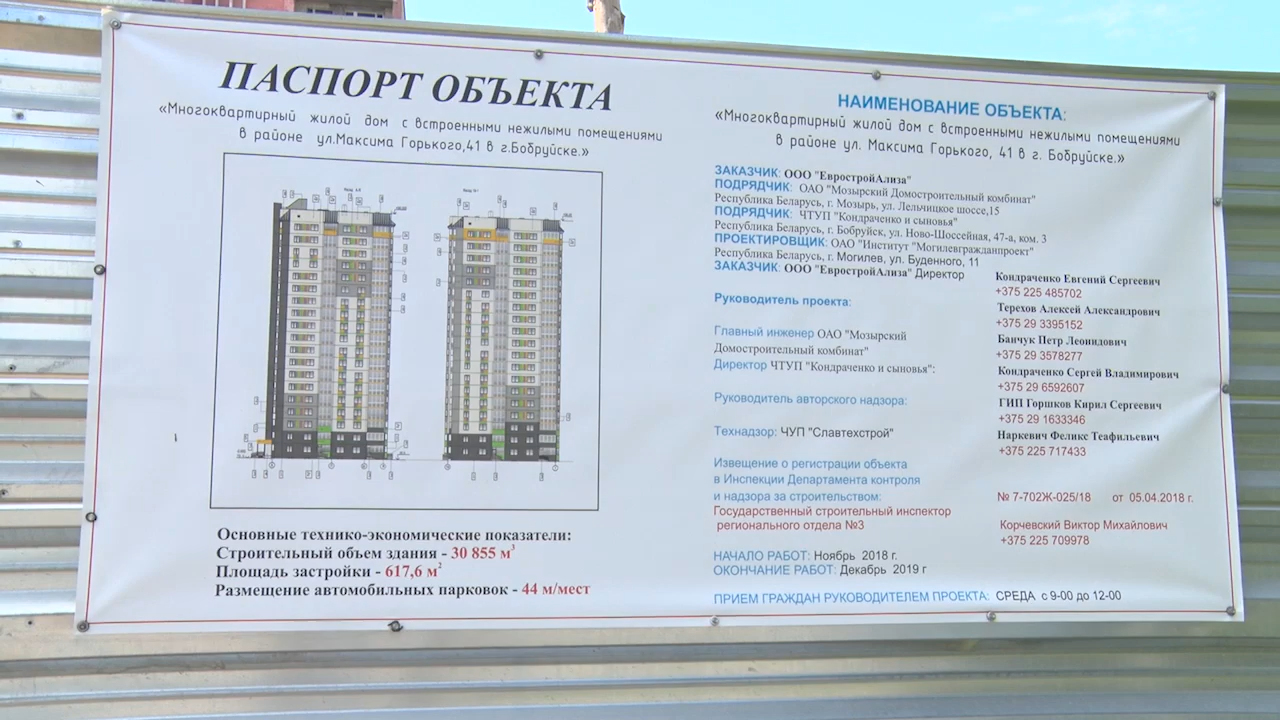 ПАСПОРТ ОБЪЕКТА
«Многоквартирный жилой дом с встроенными нежилыми помещениями
в районе ул.Максима Горького,41 в г.Бобруйске.»
Основные технико-экономические показатели:
Строительный объем здания - 30 855 м³
Площадь застройки - 617,6 м²
Размещение автомобильных парковок - 44 м/мест
НАИМЕНОВАНИЕ ОБЪЕКТА:
«Многоквартирный жилой дом с встроенными нежилыми помещениями
в районе ул. Максима Горького, 41 в г. Бобруйске.»
ЗАКАЗЧИК: ООО "ЕвростройАлиза"
ПОДРЯДЧИК: ОАО "Мозырский Домостроительный комбинат"
Республика Беларусь, г. Мозырь, ул. Лельчицкое шоссе,15
ПОДРЯДЧИК: ЧТУП "Кондраченко и сыновья"
Республика Беларусь, г. Бобруйск, ул. Ново-Шоссейная, 47-а, ком. 3
ПРОЕКТИРОВЩИК: ОАО "Институт "Могилевгражданпроект"
Республика Беларусь, г. Могилев, ул. Буденного, 11
ЗАКАЗЧИК: ООО "ЕвростройАлиза" Директор
Кондраченко Евгений Сергеевич
+375 225 485702
Руководитель проекта:
Терехов Алексей Александрович
+375 29 3395152
Главный инженер ОАО "Мозырский
Домостроительный комбинат"
Банчук Петр Леонидович
+375 29 3578277
Директор ЧТУП "Кондраченко и сыновья":
Кондраченко Сергей Владимирович
+375 29 6592607
Руководитель авторского надзора:
ГИП Горшков Кирил Сергеевич
+375 29 1633346
Технадзор: ЧУП "Славтехстрой"
Наркевич Феликс Теафильевич
+375 225 717433
Извещение о регистрации объекта
в Инспекции Департамента контроля
и надзора за строительством: № 7-702Ж-025/18 от 05.04.2018 г.
Государственный строительный инспектор
регионального отдела №3
Корчевский Виктор Михайлович
+375 225 709978
НАЧАЛО РАБОТ: Ноябрь 2018 г.
ОКОНЧАНИЕ РАБОТ: Декабрь 2019 г
ПРИЕМ ГРАЖДАН РУКОВОДИТЕЛЕМ ПРОЕКТА: СРЕДА с 9-00 до 12-00